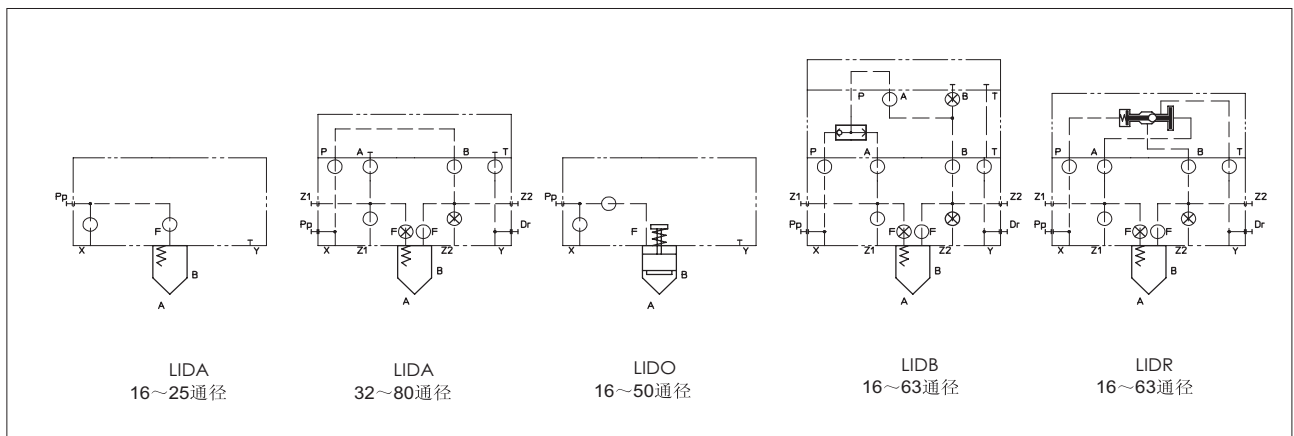 Pp
F
X
Y
B
A
LIDA
16～25通径
P
A
B
T
Z1
Z2
Pp
F
F
Dr
X
Z1
Z2
Y
B
A
LIDA
32～80通径
Pp
F
X
Y
B
A
LIDO
16～50通径
P
A
B
T
P
A
B
T
Z1
Z2
Pp
F
F
Dr
X
Z1
Z2
Y
B
A
LIDB
16～63通径
P
A
B
T
Z1
Z2
Pp
F
F
Dr
X
Z1
Z2
Y
B
A
LIDR
16～63通径